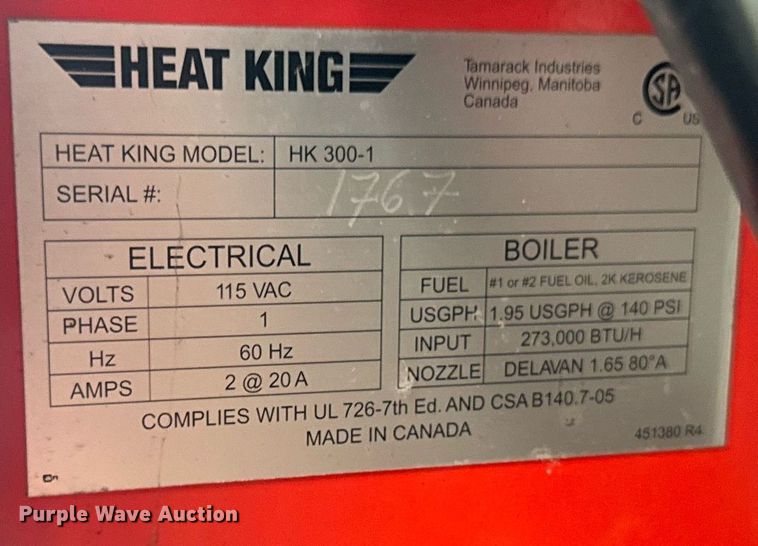 HEAT KING
Tamarack Industries
Winnipeg, Manitoba
Canada
SA
C US
HEAT KING MODEL: HK 300-1
SERIAL #: 1767
ELECTRICAL
VOLTS 115 VAC
PHASE 1
Hz 60 Hz
AMPS 2 @ 20 A
BOILER
FUEL #1 or #2 FUEL OIL, 2K KEROSENE
USGPH 1.95 USGPH @ 140 PSI
INPUT 273,000 BTU/H
NOZZLE DELAVAN 1.65 80°A
COMPLIES WITH UL 726-7th Ed. AND CSA B140.7-05
MADE IN CANADA
451380 R4
Purple Wave Auction